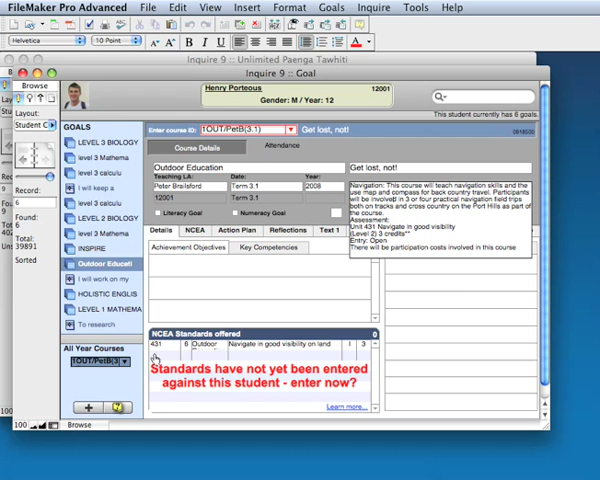 FileMaker Pro Advanced File Edit View Insert Format Goals Inquire Tools Help
Helvetica 10 Point A A B I U
Inquire 9 :: Unlimited Paenga Tawhiti
Inquire 9 :: Goal
Browse
Layout:
Student C
Record:
6
Found:
6
Total:
39891
Sorted
Henry Porteous 12001
Gender: M / Year: 12
This student currently has 6 goals.
GOALS
LEVEL 3 BIOLOGY
level 3 Mathema
level 3 calculu
I will keep a
level 3 calculu
LEVEL 2 BIOLOGY
level 3 Mathema
INSPIRE
Outdoor Educati
I will work on my
HOLISTIC ENGLIS
LEVEL 1 MATHEMA
To research
All Year Courses
1OUT/PetB(3
Enter course ID: 1OUT/PetB(3.1) Get lost, not!
Course Details Attendance
Outdoor Education Get lost, not!
Teaching LA: Date: Year:
Peter Brailsford Term 3.1 2008
12001 Term 3.1
Literacy Goal Numeracy Goal
Navigation: This course will teach navigation skills and the
use map and compass for back country travel. Participants
will be involved in 3 or four practical navigation field trips
both on tracks and cross country on the Port Hills as part of
the course.
Assessment:
Unit 431 Navigate in good visibility
(Level 2) 3 credits**
Entry: Open
There will be participation costs involved in this course
Details NCEA Action Plan Reflections Text 1
Achievement Objectives Key Competencies
NCEA Standards offered 0
431 6 Outdoor Navigate in good visibility on land I 3
Standards have not yet been entered
against this student - enter now?
Learn more...
100 Browse